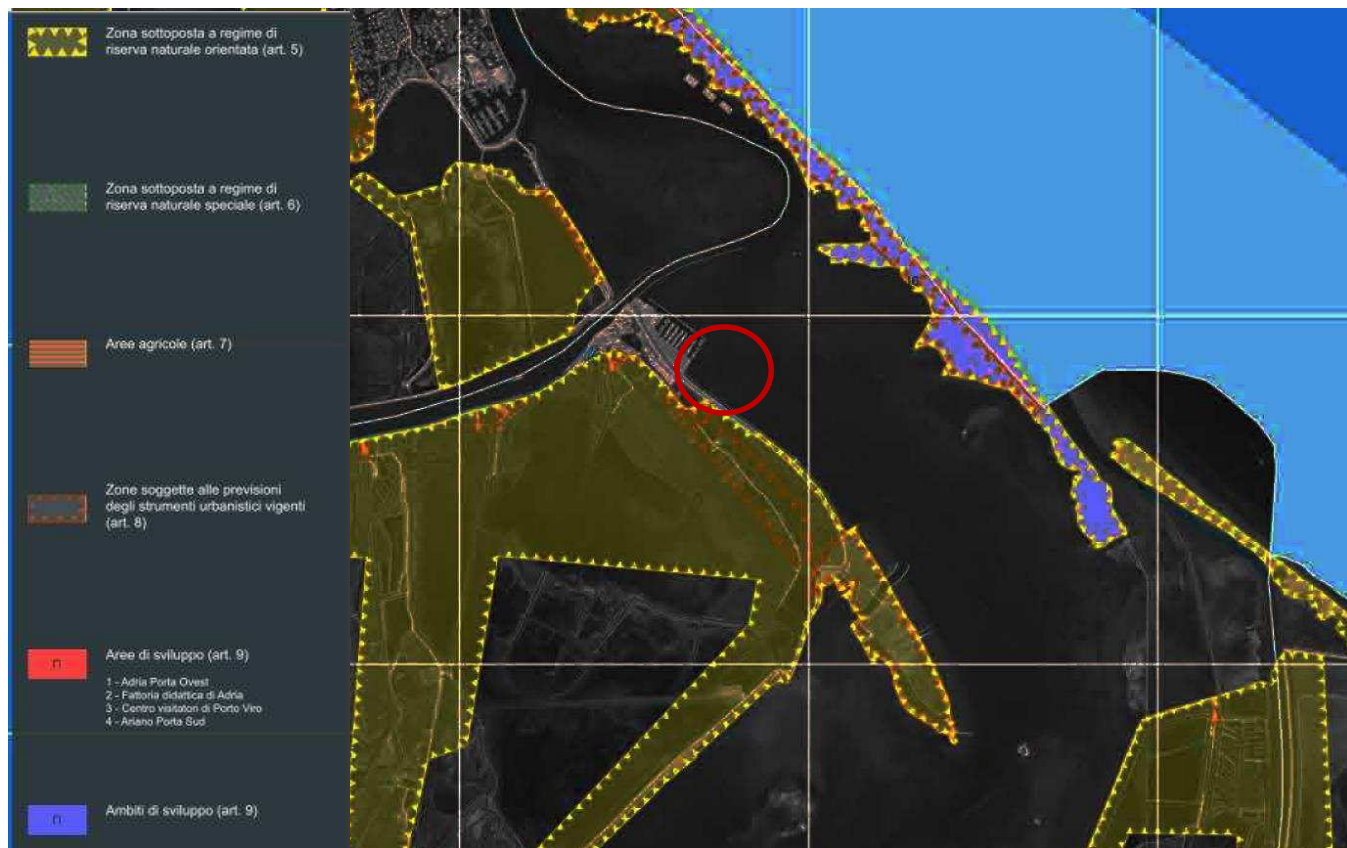 Zona sottoposta a regime di
riserva naturale orientata (art. 5)
Zona sottoposta a regime di
riserva naturale speciale (art. 6)
Aree agricole (art. 7)
Zone soggette alle previsioni
degli strumenti urbanistici vigenti
(art. 8)
n
Aree di sviluppo (art. 9)
1 - Adria Porta Ovest
2 - Fattoria didattica di Adria
3 - Centro visitatori di Porto Viro
4 - Ariano Porta Sud
n
Ambiti di sviluppo (art. 9)
6